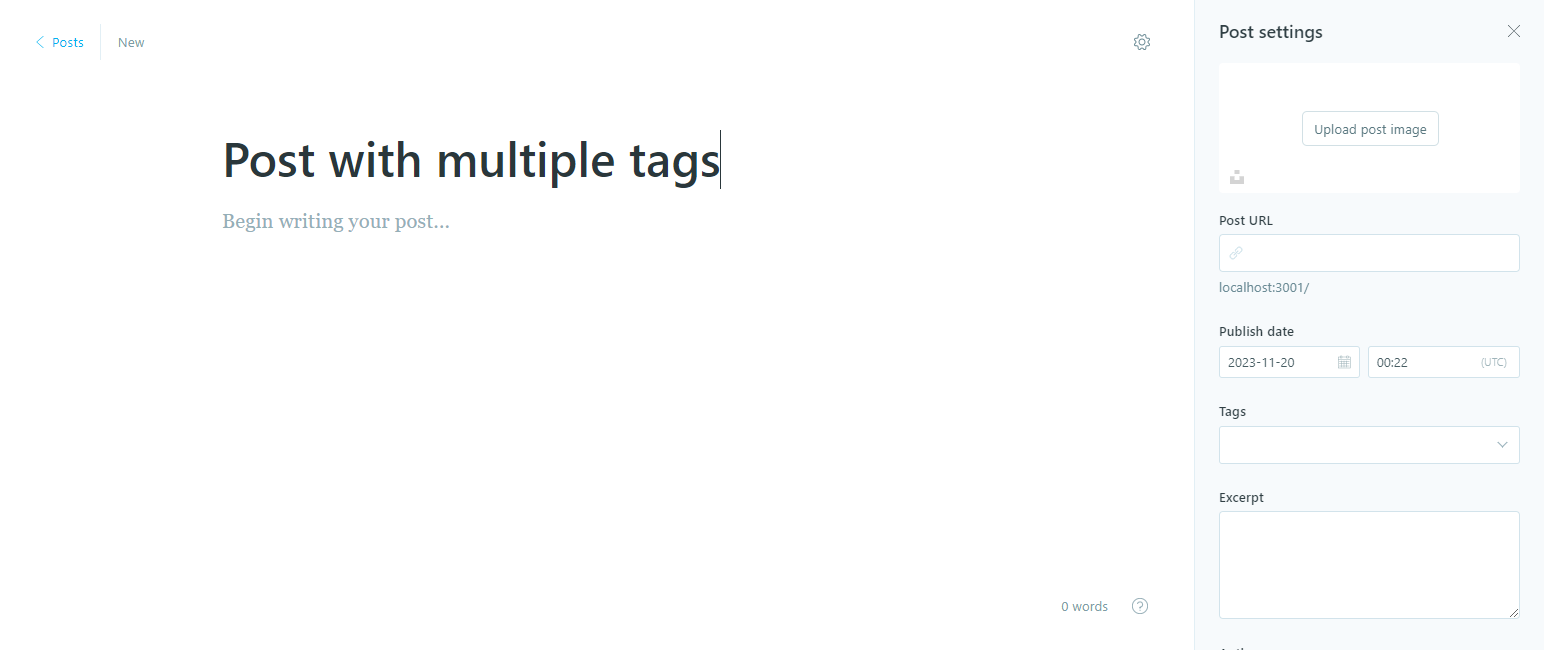 Posts
New
Post with multiple tags
Begin writing your post...
0 words
Post settings
Upload post image
Post URL
localhost:3001/
Publish date
2023-11-20
00:22
(UTC)
Tags
Excerpt